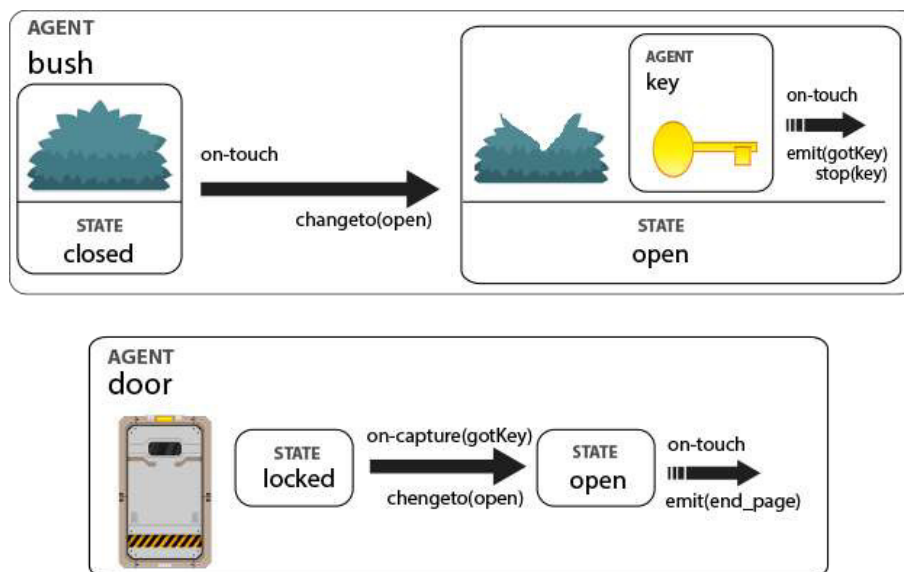 AGENT
bush
STATE
closed
on-touch
changeto(open)
AGENT
key
on-touch
emit(gotKey)
stop(key)
STATE
open
AGENT
door
STATE
locked
on-capture(gotKey)
chengeto(open)
STATE
open
on-touch
emit(end_page)